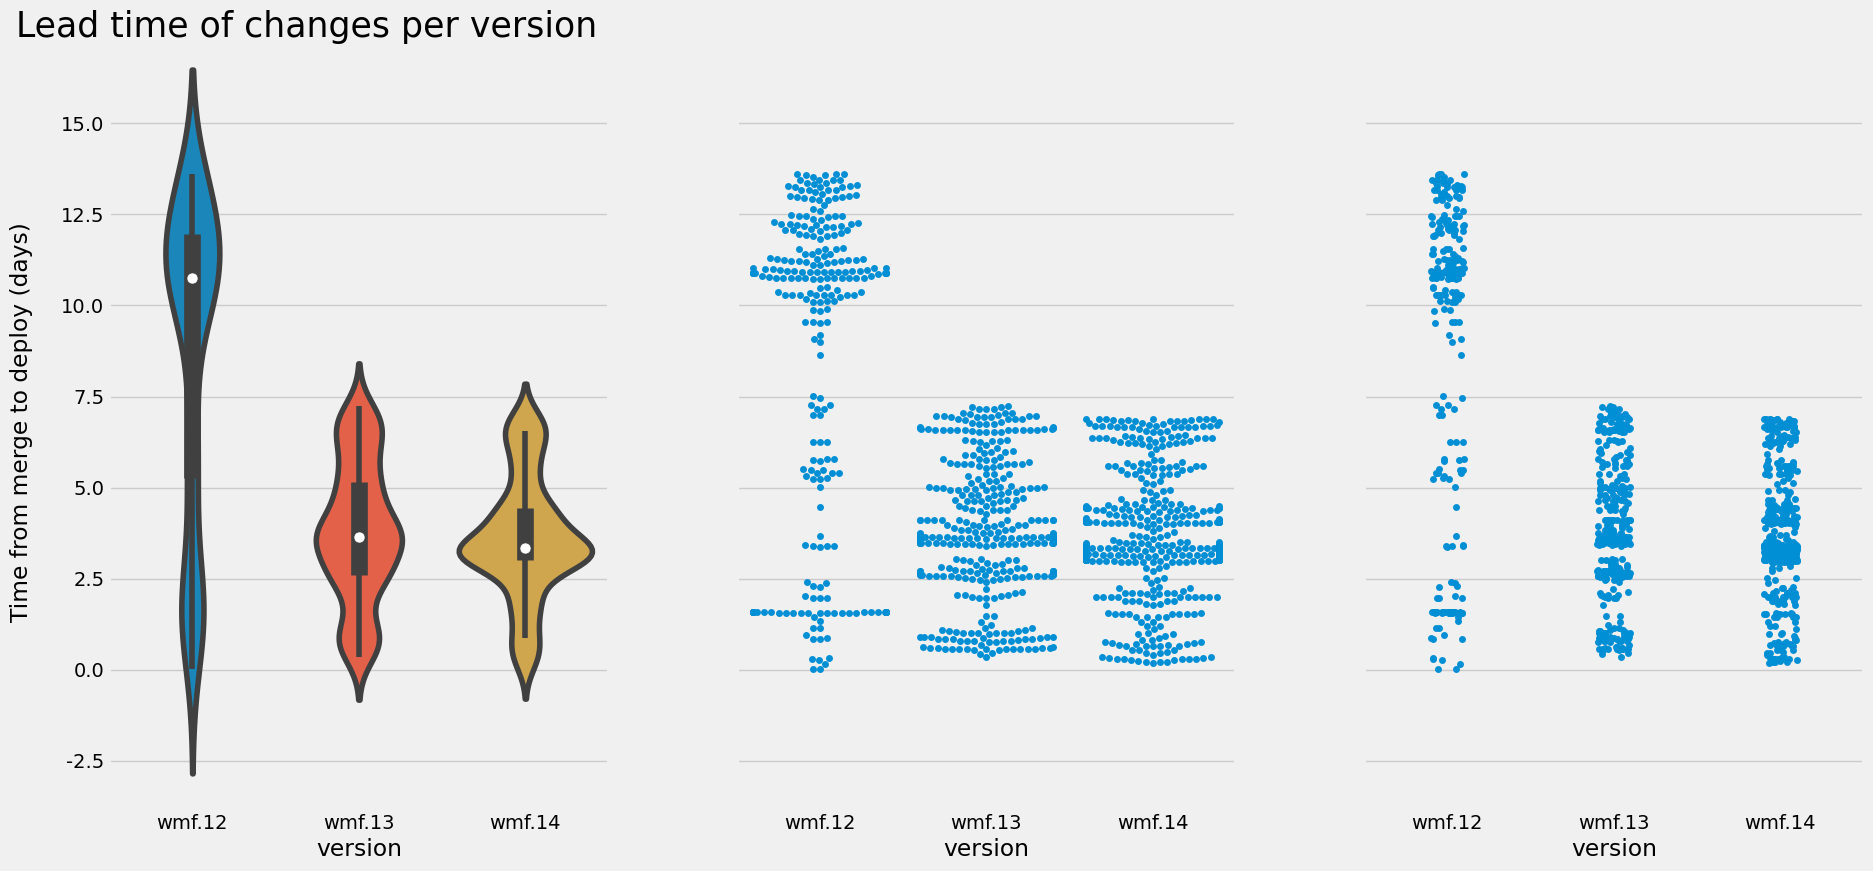 Lead time of changes per version
Time from merge to deploy (days)
15.0
12.5
10.0
7.5
5.0
2.5
0.0
-2.5
wmf.12 wmf.13 wmf.14
version
wmf.12 wmf.13 wmf.14
version
wmf.12 wmf.13 wmf.14
version